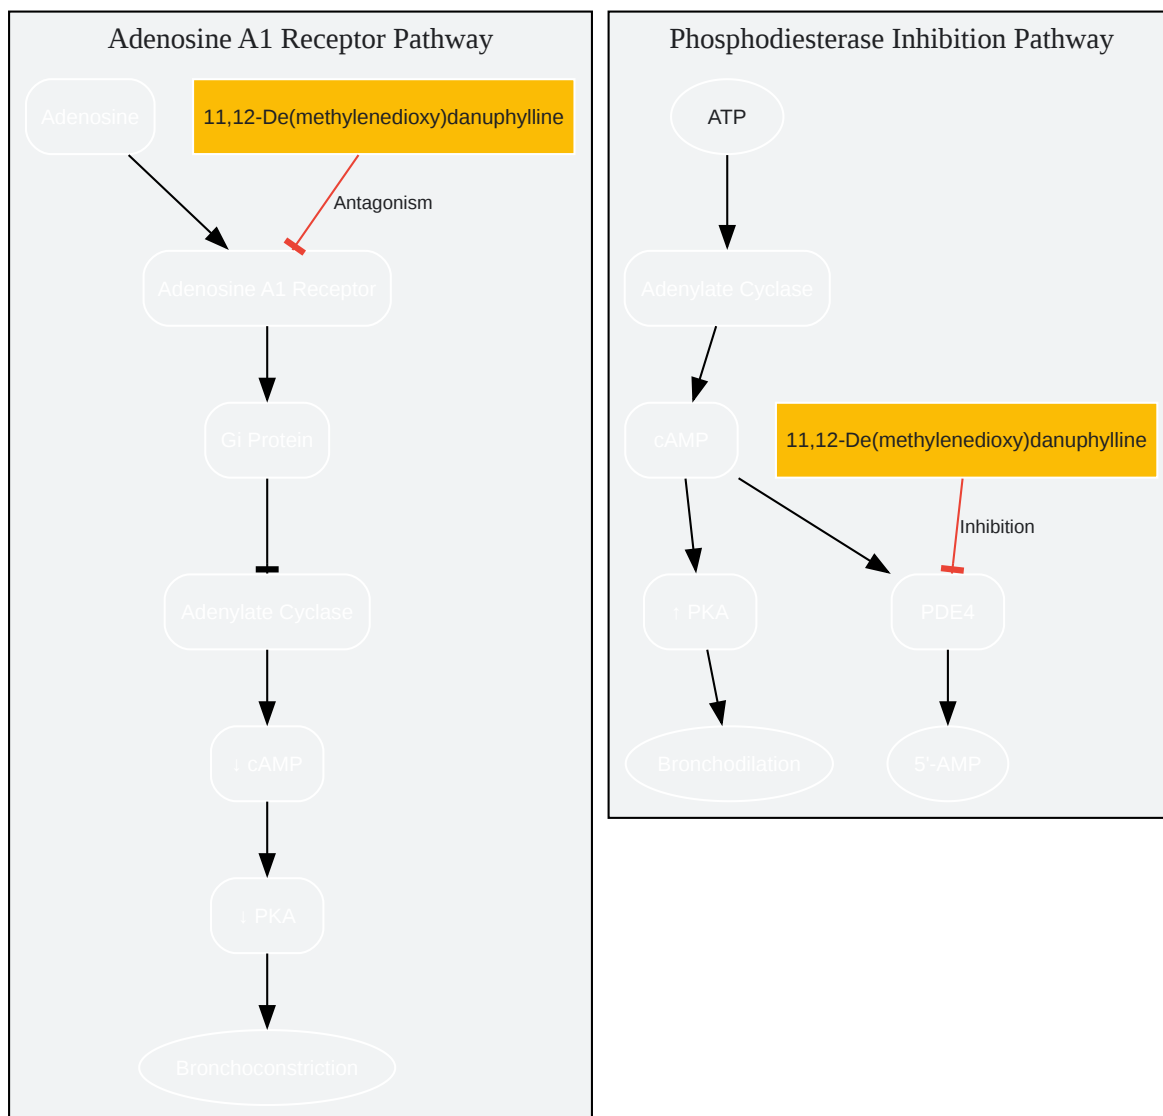 Adenosine A1 Receptor Pathway
Adenosine
11,12-De(methylenedioxy)danuphylline
Antagonism
Adenosine A1 Receptor
Gi Protein
Adenylate Cyclase
↓ cAMP
↓ PKA
Bronchoconstriction
Phosphodiesterase Inhibition Pathway
ATP
Adenylate Cyclase
cAMP
11,12-De(methylenedioxy)danuphylline
Inhibition
↑ PKA
PDE4
Bronchodilation
5'-AMP